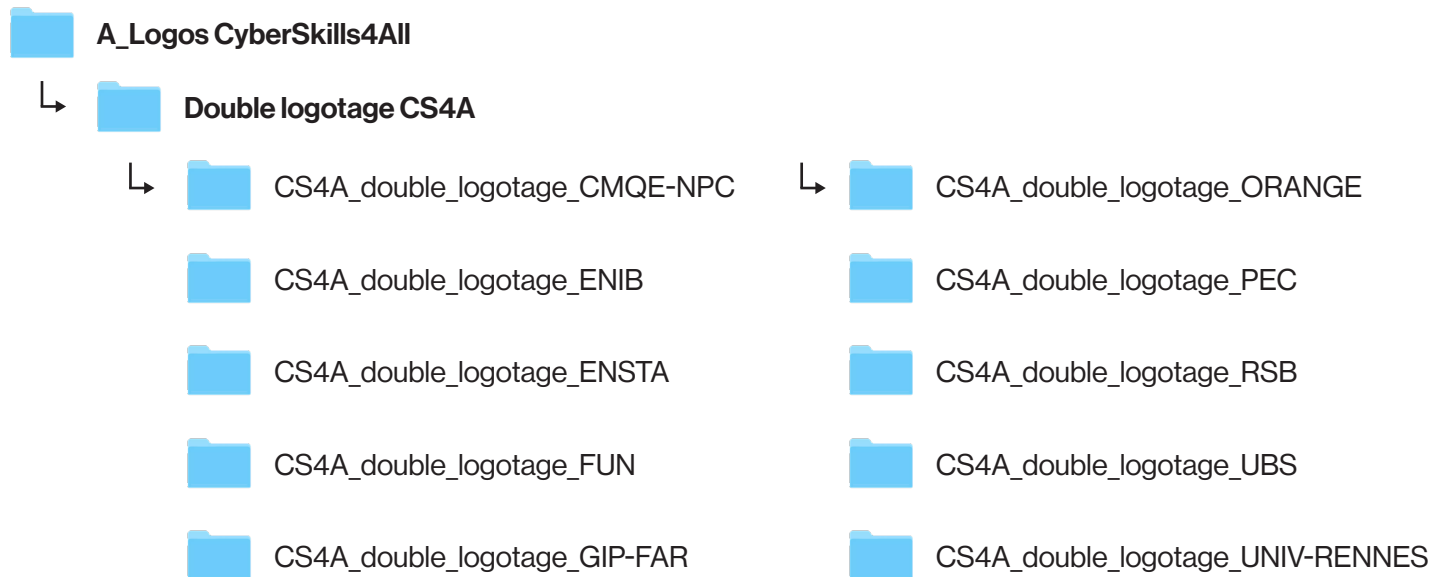 A_Logos CyberSkills4All
Double logotage CS4A
CS4A_double_logotage_CMQE-NPC
CS4A_double_logotage_ENIB
CS4A_double_logotage_ENSTA
CS4A_double_logotage_FUN
CS4A_double_logotage_GIP-FAR
CS4A_double_logotage_ORANGE
CS4A_double_logotage_PEC
CS4A_double_logotage_RSB
CS4A_double_logotage_UBS
CS4A_double_logotage_UNIV-RENNES